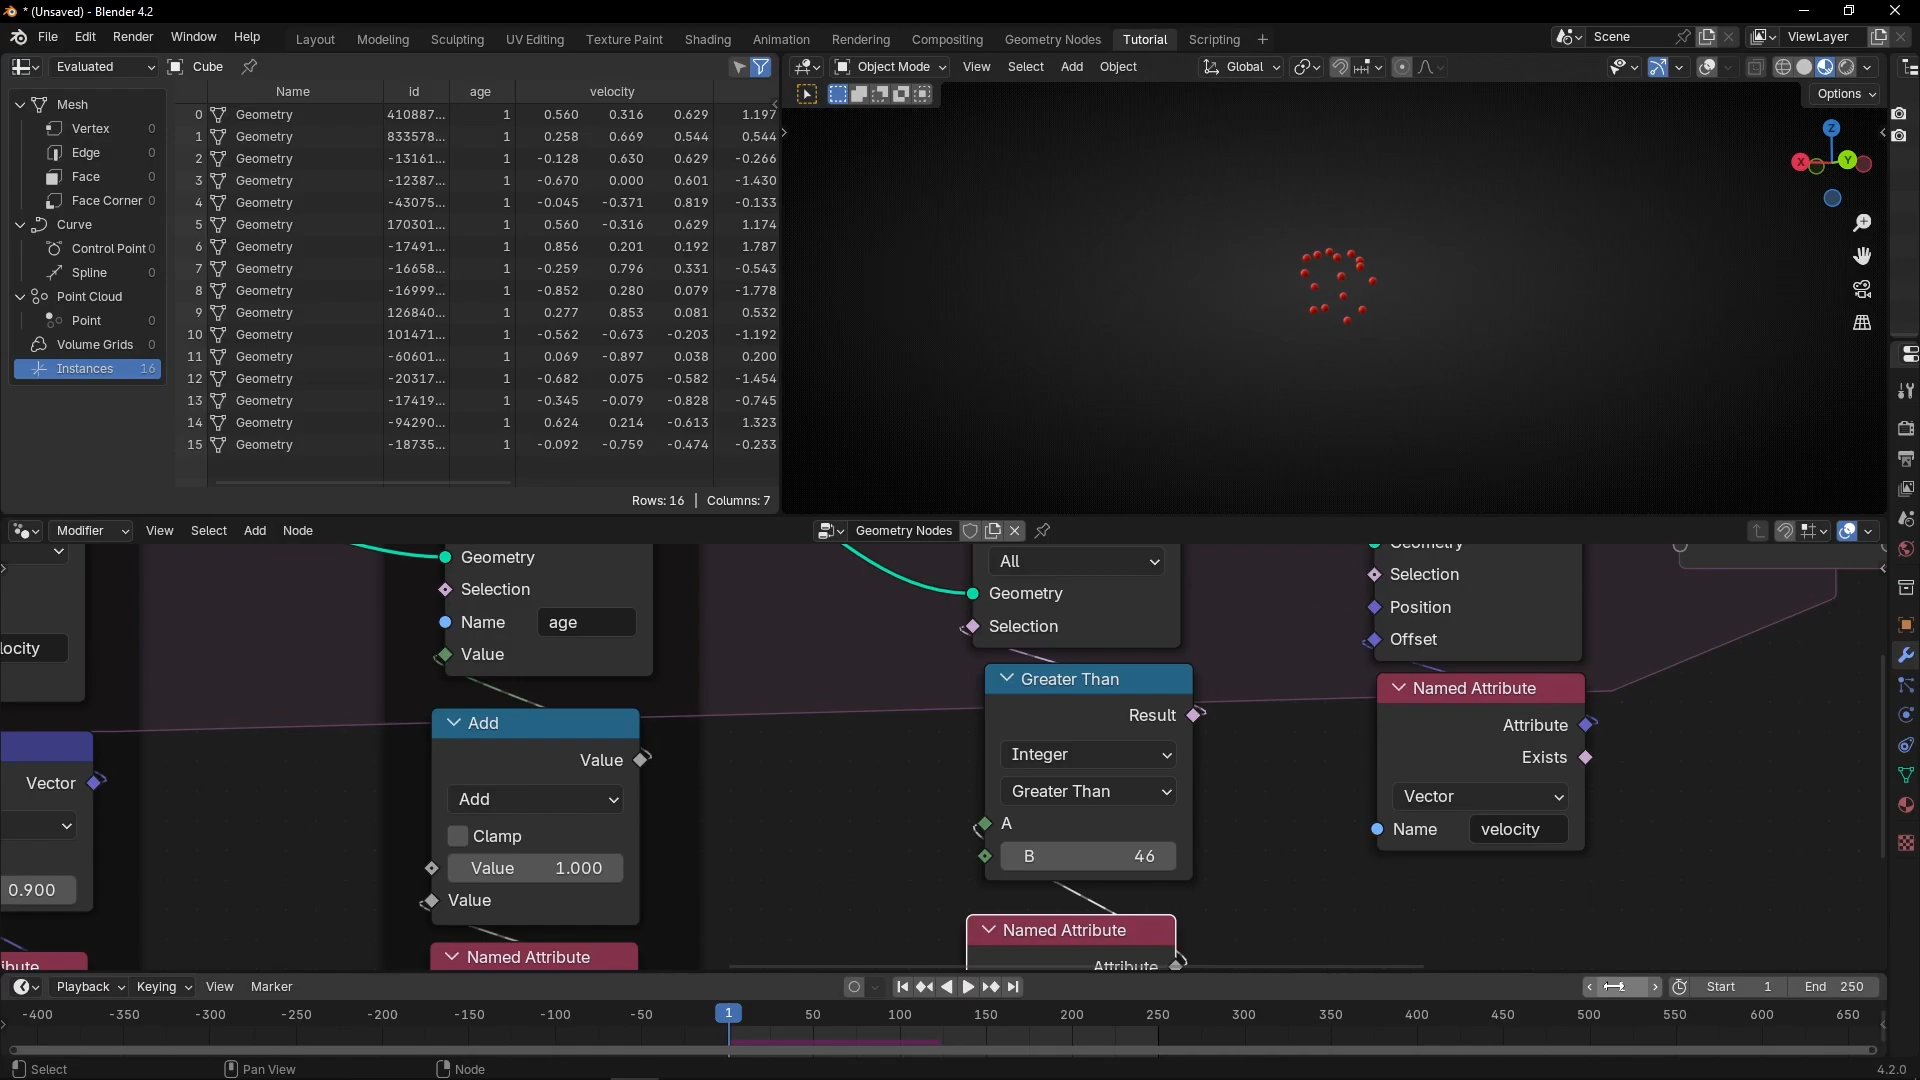 * (Unsaved) - Blender 4.2
File Edit Render Window Help Layout Modeling Sculpting UV Editing Texture Paint Shading Animation Rendering Compositing Geometry Nodes Tutorial Scripting + Scene ViewLayer
Evaluated Cube Object Mode View Select Add Object Global
Options
Name id age velocity
Mesh
Vertex 0
Edge 0
Face 0
Face Corner 0
Curve
Control Point 0
Spline 0
Point Cloud
Point 0
Volume Grids 0
Instances 16
0 Geometry 410887... 1 0.560 0.316 0.629 1.197
1 Geometry 833578... 1 0.258 0.669 0.544 0.544
2 Geometry -13161... 1 -0.128 0.630 0.629 -0.266
3 Geometry -12387... 1 -0.670 0.000 0.601 -1.430
4 Geometry -43075... 1 -0.045 -0.371 0.819 -0.133
5 Geometry 170301... 1 0.560 -0.316 0.629 1.174
6 Geometry -17491... 1 0.856 0.201 0.192 1.787
7 Geometry -16658... 1 -0.259 0.796 0.331 -0.543
8 Geometry -16999... 1 -0.852 0.280 0.079 -1.778
9 Geometry 126840... 1 0.277 0.853 0.081 0.532
10 Geometry 101471... 1 -0.562 -0.673 -0.203 -1.192
11 Geometry -60601... 1 0.069 -0.897 0.038 0.200
12 Geometry -20317... 1 -0.682 0.075 -0.582 -1.454
13 Geometry -17419... 1 -0.345 -0.079 -0.828 -0.745
14 Geometry -94290... 1 0.624 0.214 -0.613 1.323
15 Geometry -18735... 1 -0.092 -0.759 -0.474 -0.233
Rows: 16 | Columns: 7
Z
X
Y
Modifier View Select Add Node Geometry Nodes
locity
Vector
0.900
ibute
Geometry
Selection
Name age
Value
Add
Value
Add
Clamp
Value 1.000
Value
Named Attribute
All
Geometry
Selection
Greater Than
Result
Integer
Greater Than
A
B 46
Named Attribute
Attribute
Geometry
Selection
Position
Offset
Named Attribute
Attribute
Exists
Vector
Name velocity
Playback Keying View Marker Start 1 End 250
-400 -350 -300 -250 -200 -150 -100 -50 1 50 100 150 200 250 300 350 400 450 500 550 600 650
Select Pan View Node 4.2.0